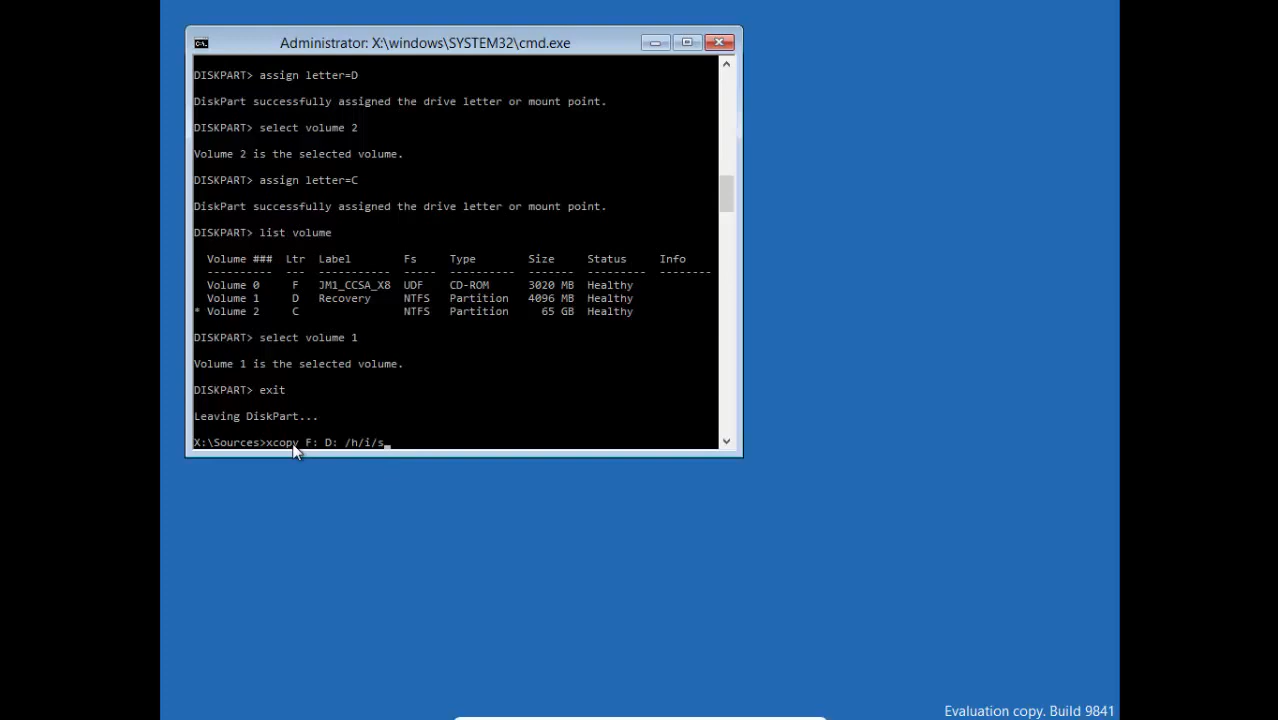 Administrator: X:\windows\SYSTEM32\cmd.exe
DISKPART> assign letter=D
DiskPart successfully assigned the drive letter or mount point.
DISKPART> select volume 2
Volume 2 is the selected volume.
DISKPART> assign letter=C
DiskPart successfully assigned the drive letter or mount point.
DISKPART> list volume
Volume ### Ltr Label Fs Type Size Status Info
---------- --- ----------- ----- ---------- ------- --------- --------
Volume 0 F JM1_CCSA_X8 UDF CD-ROM 3020 MB Healthy
Volume 1 D Recovery NTFS Partition 4096 MB Healthy
* Volume 2 C NTFS Partition 65 GB Healthy
DISKPART> select volume 1
Volume 1 is the selected volume.
DISKPART> exit
Leaving DiskPart...
X:\Sources>xcopy F: D: /h/i/s_
Evaluation copy. Build 9841